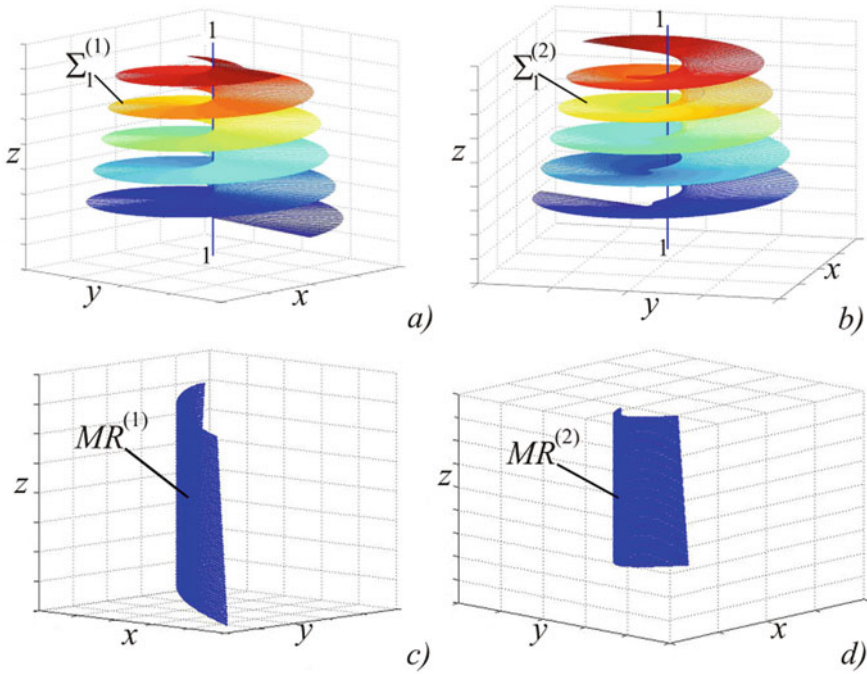 1
Σ₁⁽¹⁾
z
1
y
x
a)
1
Σ₁⁽²⁾
z
1
x
y
b)
MR⁽¹⁾
z
x
y
c)
MR⁽²⁾
z
y
x
d)